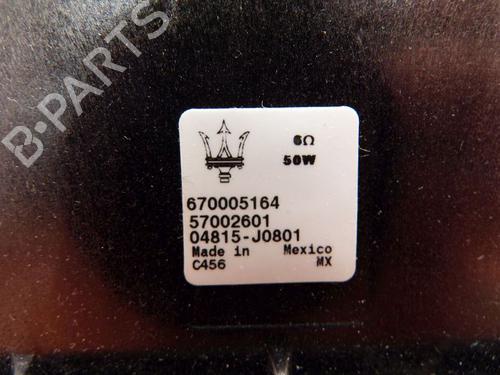 B-PARTS
6Ω
50W
670005164
57002601
04815-J0801
Made in Mexico
C456 MX